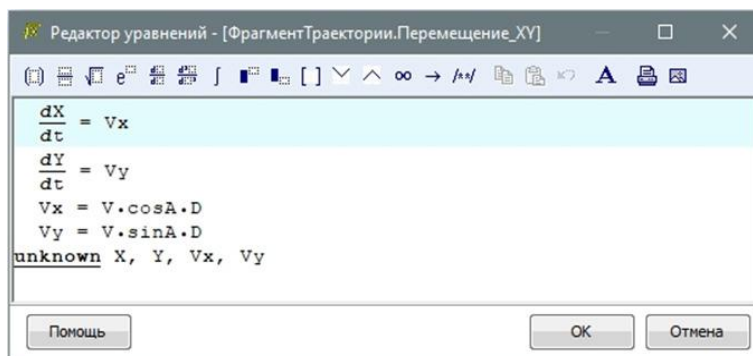 Редактор уравнений - [ФрагментТраектории.Перемещение_XY]
dX/dt = Vx
dY/dt = Vy
Vx = V·cosA·D
Vy = V·sinA·D
unknown X, Y, Vx, Vy
Помощь
OK
Отмена